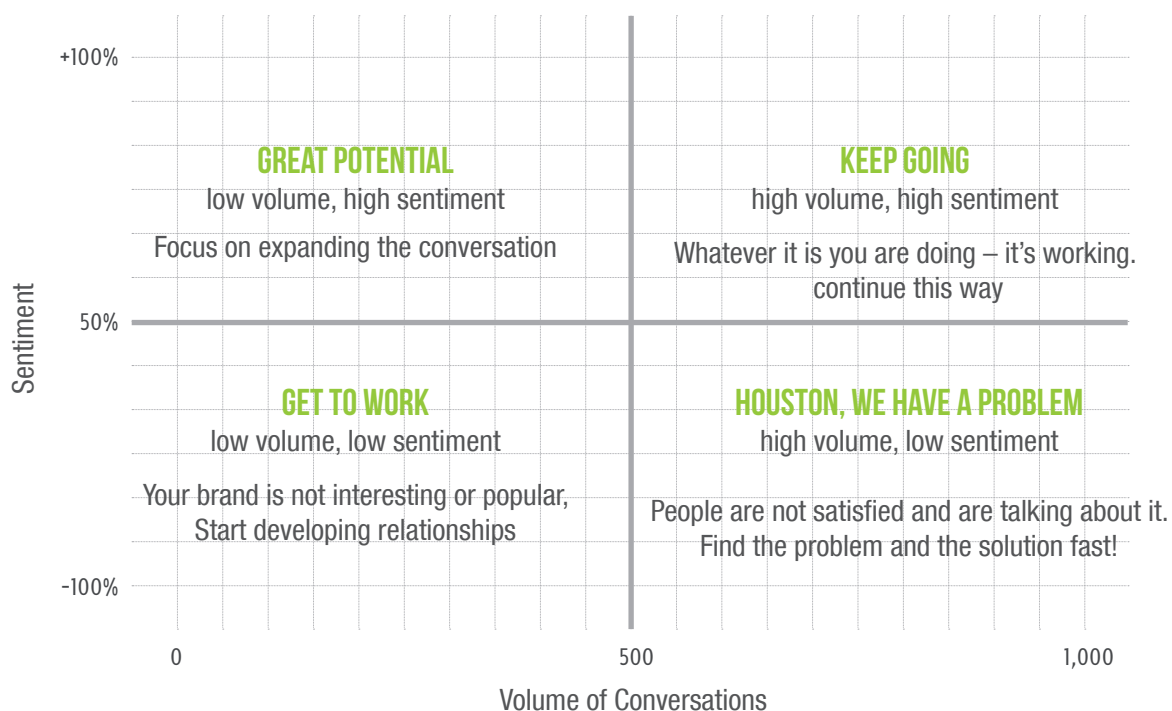 +100%
GREAT POTENTIAL
low volume, high sentiment
Focus on expanding the conversation
KEEP GOING
high volume, high sentiment
Whatever it is you are doing – it’s working.
continue this way
Sentiment
50%
GET TO WORK
low volume, low sentiment
Your brand is not interesting or popular,
Start developing relationships
HOUSTON, WE HAVE A PROBLEM
high volume, low sentiment
People are not satisfied and are talking about it.
Find the problem and the solution fast!
-100%
0
500
1,000
Volume of Conversations